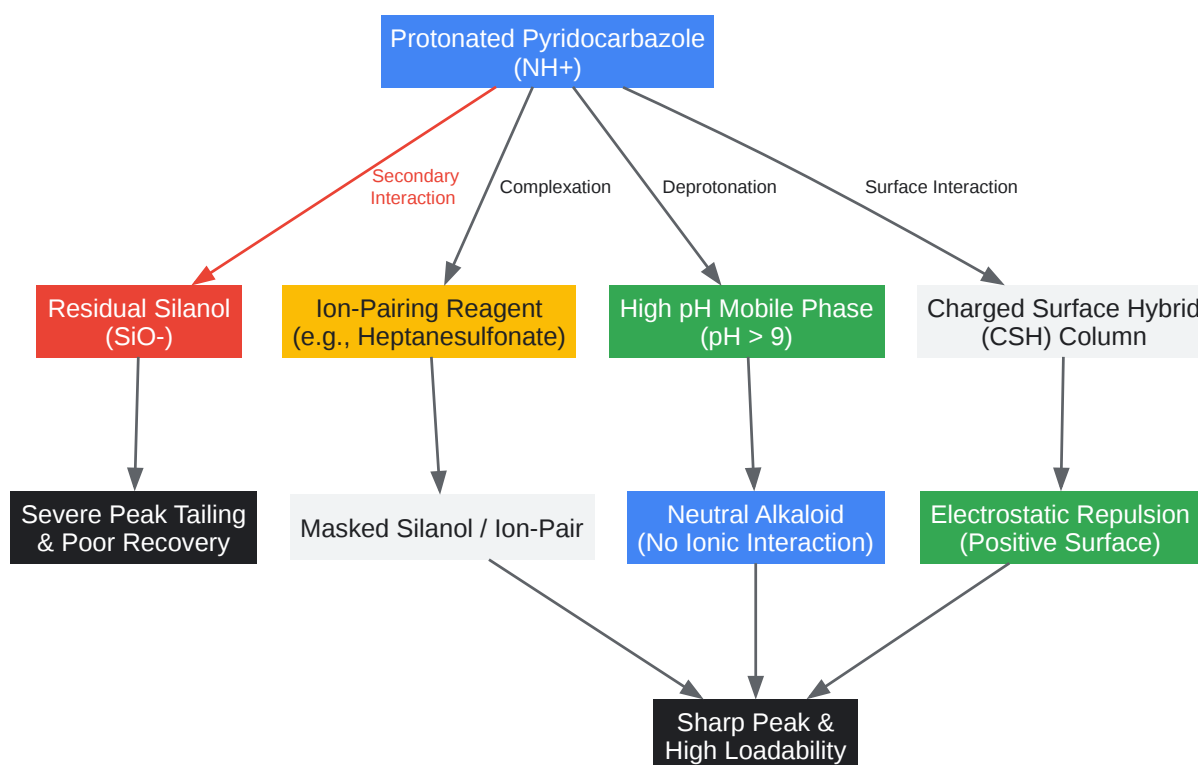 Protonated Pyridocarbazole
(NH+)
Secondary
Interaction
Complexation
Deprotonation
Surface Interaction
Residual Silanol
(SiO-)
Ion-Pairing Reagent
(e.g., Heptanesulfonate)
High pH Mobile Phase
(pH > 9)
Charged Surface Hybrid
(CSH) Column
Severe Peak Tailing
& Poor Recovery
Masked Silanol / Ion-Pair
Neutral Alkaloid
(No Ionic Interaction)
Electrostatic Repulsion
(Positive Surface)
Sharp Peak &
High Loadability